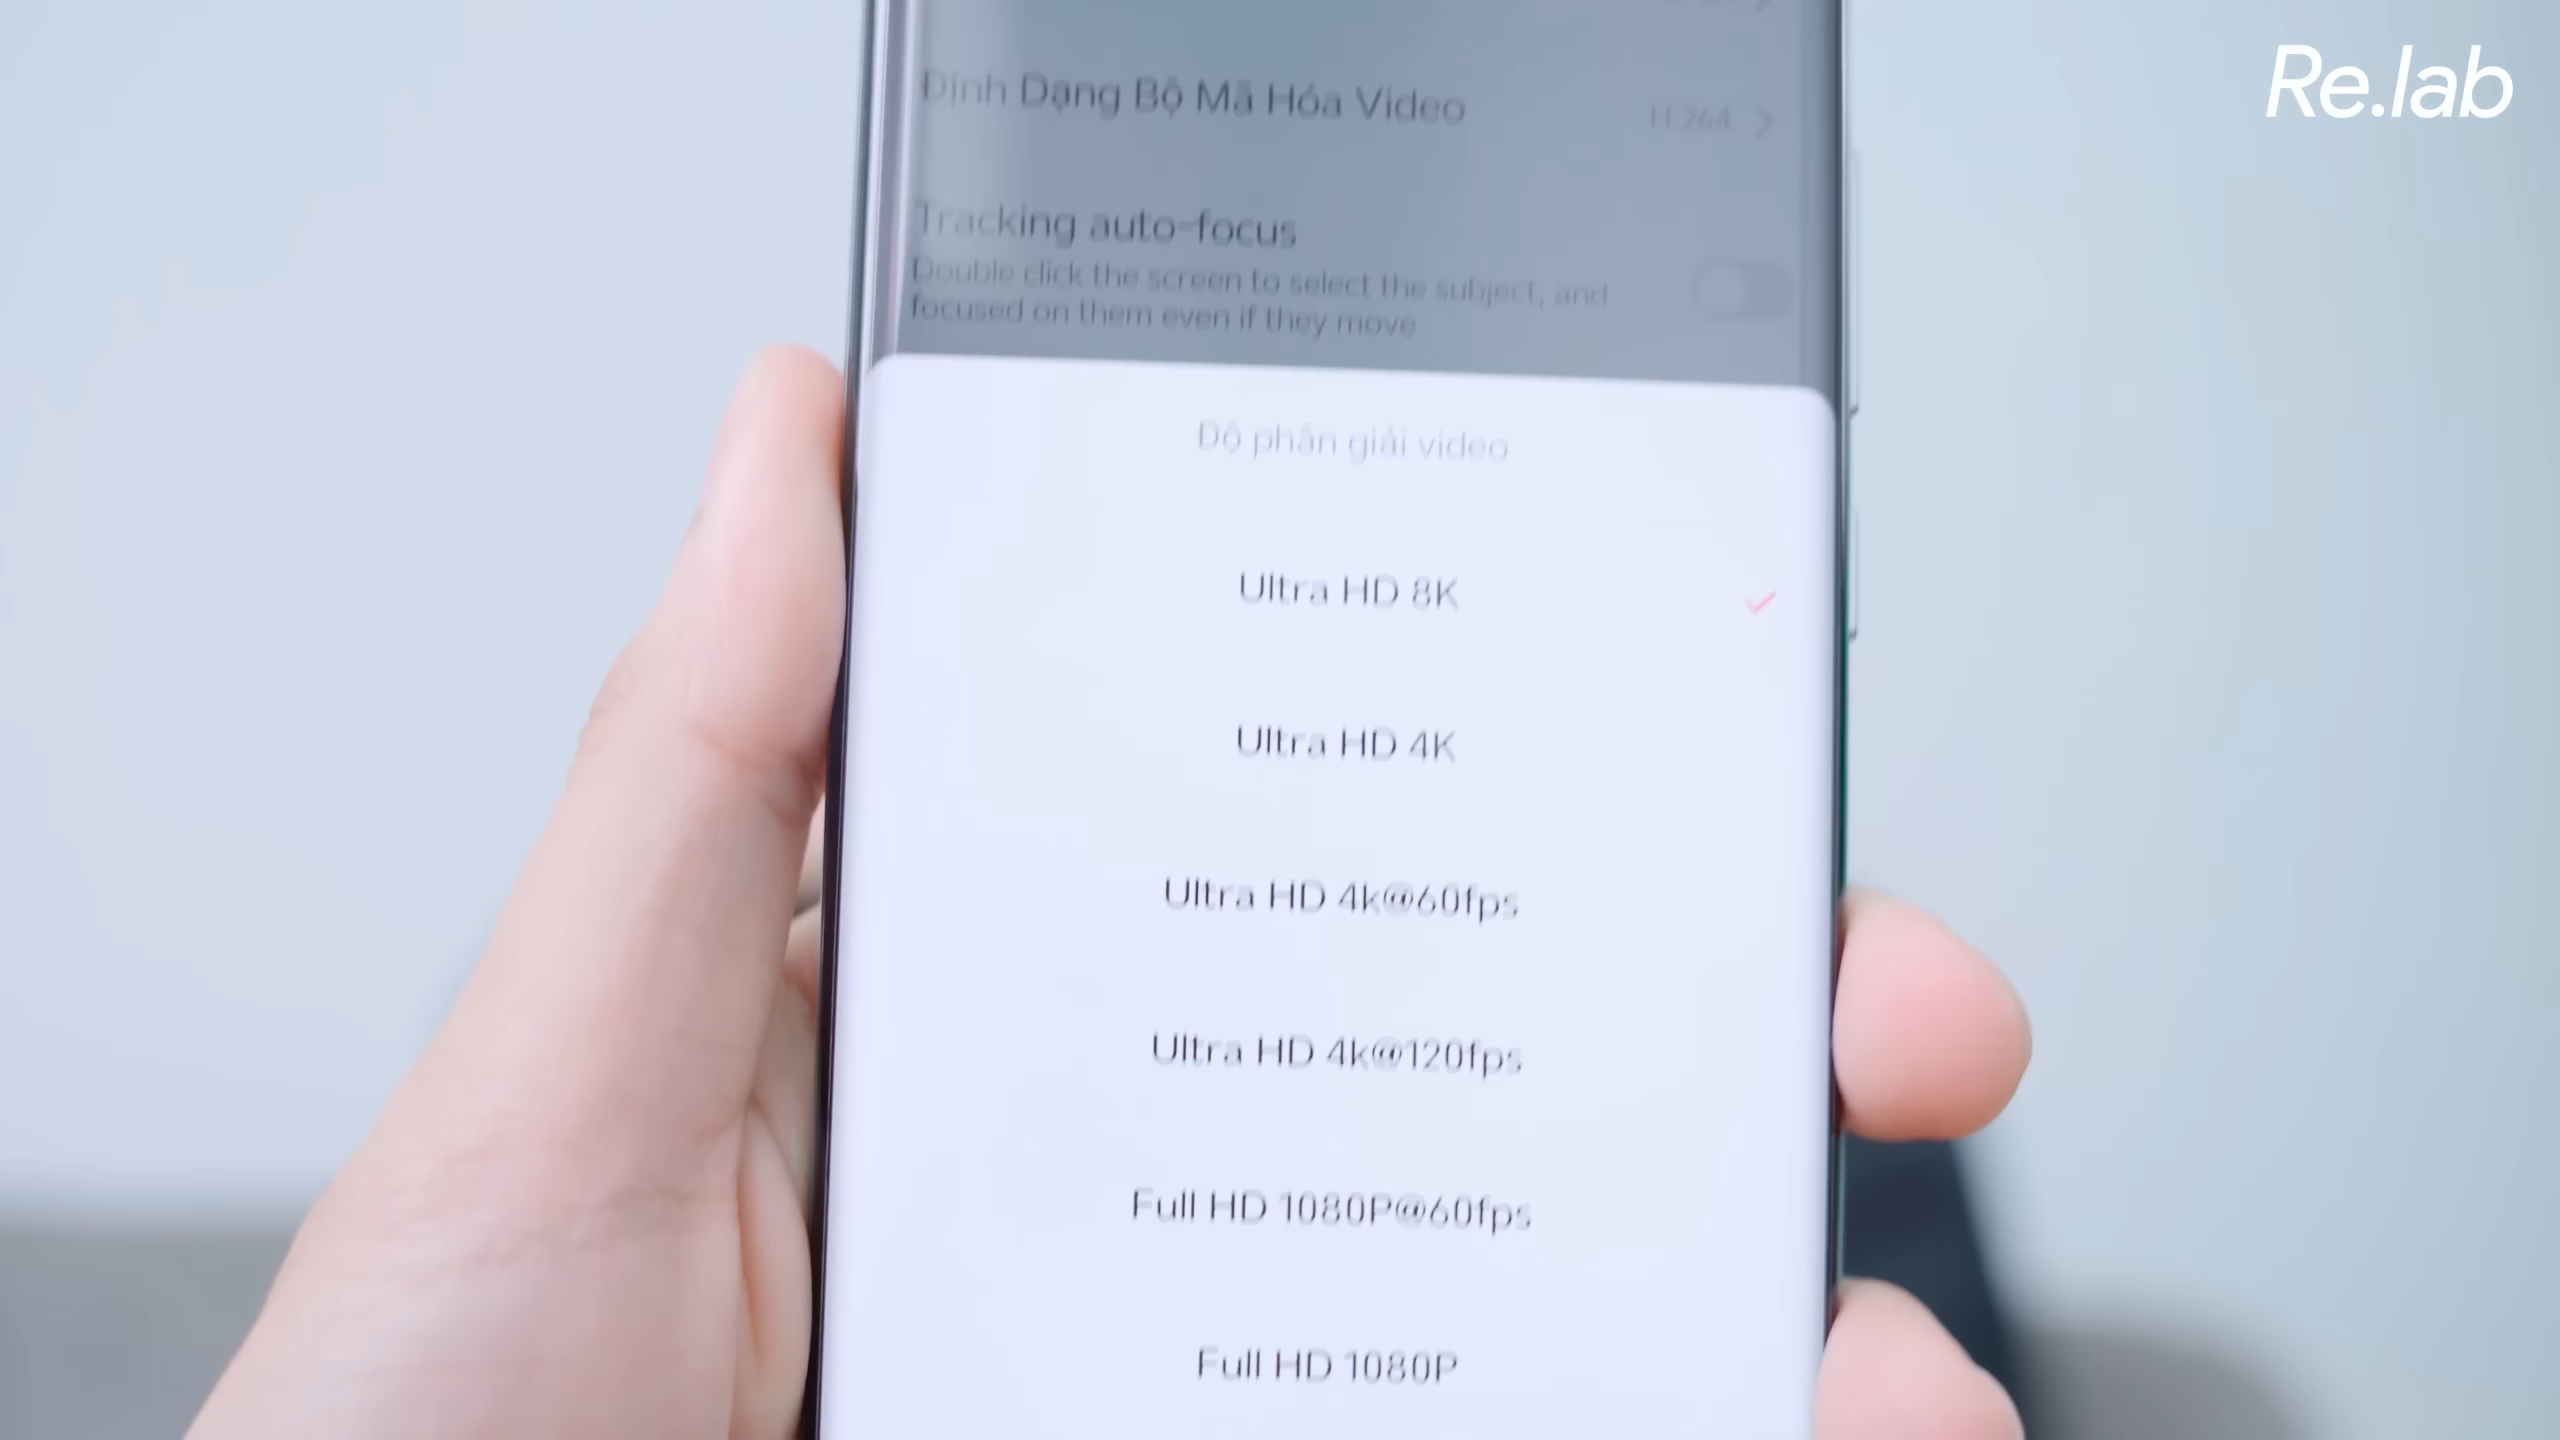 Re.lab
Định Dạng Bộ Mã Hóa Video
H.264
Tracking auto-focus
Double click the screen to select the subject, and
focused on them even if they move
Độ phân giải video
Ultra HD 8K
Ultra HD 4K
Ultra HD 4k@60fps
Ultra HD 4k@120fps
Full HD 1080P@60fps
Full HD 1080P